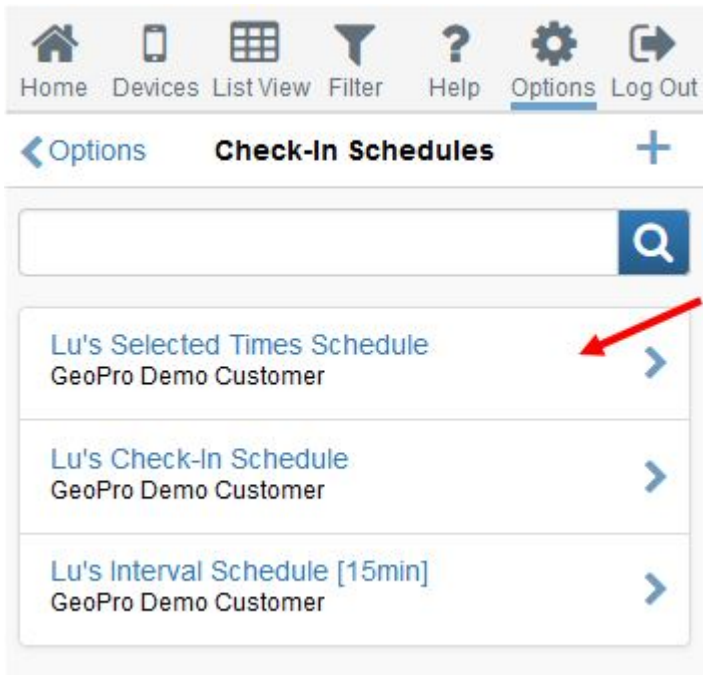 Home Devices List View Filter Help Options Log Out
Options Check-In Schedules
Lu's Selected Times Schedule
GeoPro Demo Customer
Lu's Check-In Schedule
GeoPro Demo Customer
Lu's Interval Schedule [15min]
GeoPro Demo Customer